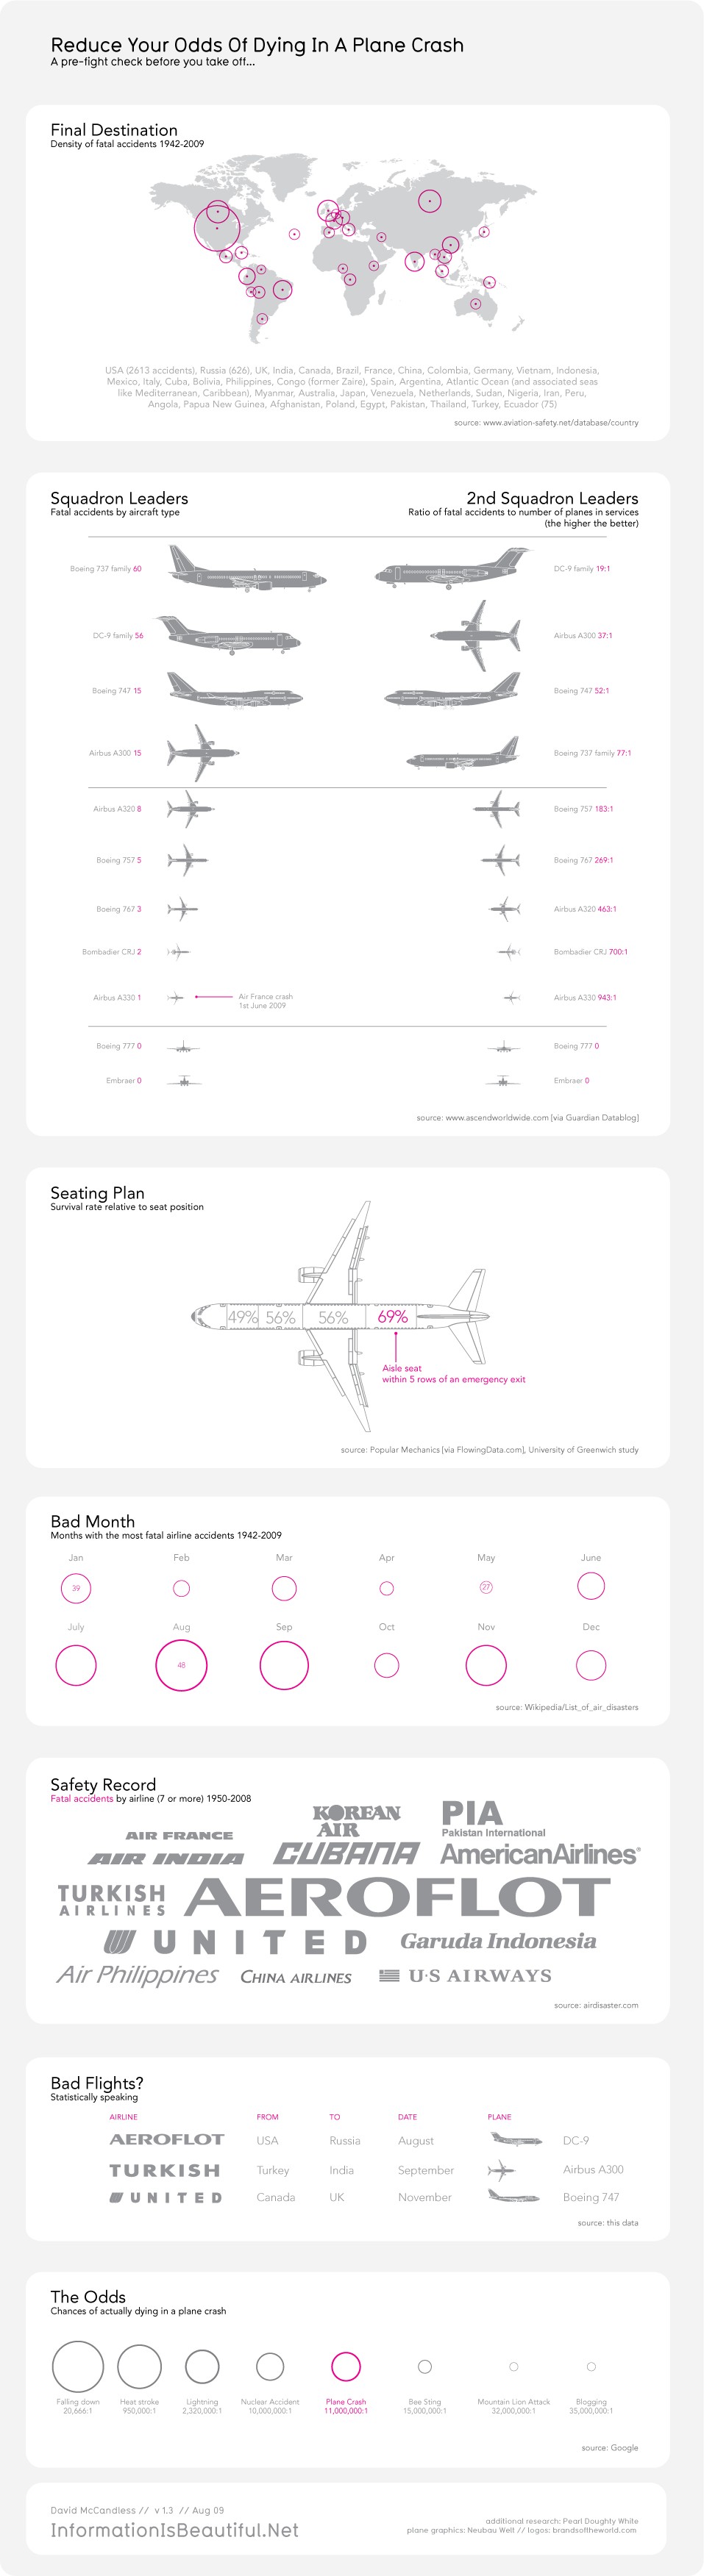 Reduce Your Odds Of Dying In A Plane Crash
A pre-fight check before you take off...
Final Destination
Density of fatal accidents 1942-2009
USA (2613 accidents), Russia (626), UK, India, Canada, Brazil, France, China, Colombia, Germany, Vietnam, Indonesia,
Mexico, Italy, Cuba, Bolivia, Philippines, Congo (former Zaire), Spain, Argentina, Atlantic Ocean (and associated seas
like Mediterranean, Caribbean), Myanmar, Australia, Japan, Venezuela, Netherlands, Sudan, Nigeria, Iran, Peru,
Angola, Papua New Guinea, Afghanistan, Poland, Egypt, Pakistan, Thailand, Turkey, Ecuador (75)
source: www.aviation-safety.net/database/country
Squadron Leaders
Fatal accidents by aircraft type
2nd Squadron Leaders
Ratio of fatal accidents to number of planes in services
(the higher the better)
Boeing 737 family 60
DC-9 family 19:1
DC-9 family 56
Airbus A300 37:1
Boeing 747 15
Boeing 747 52:1
Airbus A300 15
Boeing 737 family 77:1
Airbus A320 8
Boeing 757 183:1
Boeing 757 5
Boeing 767 269:1
Boeing 767 3
Airbus A320 463:1
Bombadier CRJ 2
Bombadier CRJ 700:1
Airbus A330 1
Air France crash
1st June 2009
Airbus A330 943:1
Boeing 777 0
Boeing 777 0
Embraer 0
Embraer 0
source: www.ascendworldwide.com [via Guardian Datablog]
Seating Plan
Survival rate relative to seat position
49% 56% 56% 69%
Aisle seat
within 5 rows of an emergency exit
source: Popular Mechanics [via FlowingData.com], University of Greenwich study
Bad Month
Months with the most fatal airline accidents 1942-2009
Jan Feb Mar Apr May June
39 27
July Aug Sep Oct Nov Dec
48
source: Wikipedia/List_of_air_disasters
Safety Record
Fatal accidents by airline (7 or more) 1950-2008
AIR FRANCE
KOREAN
AIR
PIA
Pakistan International
AIR INDIA
CUBANA
AmericanAirlines®
TURKISH
AIRLINES
AEROFLOT
UNITED
Garuda Indonesia
Air Philippines
CHINA AIRLINES
U·S AIRWAYS
source: airdisaster.com
Bad Flights?
Statistically speaking
AIRLINE FROM TO DATE PLANE
AEROFLOT USA Russia August DC-9
TURKISH Turkey India September Airbus A300
UNITED Canada UK November Boeing 747
source: this data
The Odds
Chances of actually dying in a plane crash
Falling down
20,666:1
Heat stroke
950,000:1
Lightning
2,320,000:1
Nuclear Accident
10,000,000:1
Plane Crash
11,000,000:1
Bee Sting
15,000,000:1
Mountain Lion Attack
32,000,000:1
Blogging
35,000,000:1
source: Google
David McCandless // v 1.3 // Aug 09
InformationIsBeautiful.Net
additional research: Pearl Doughty White
plane graphics: Neubau Welt // logos: brandsoftheworld.com